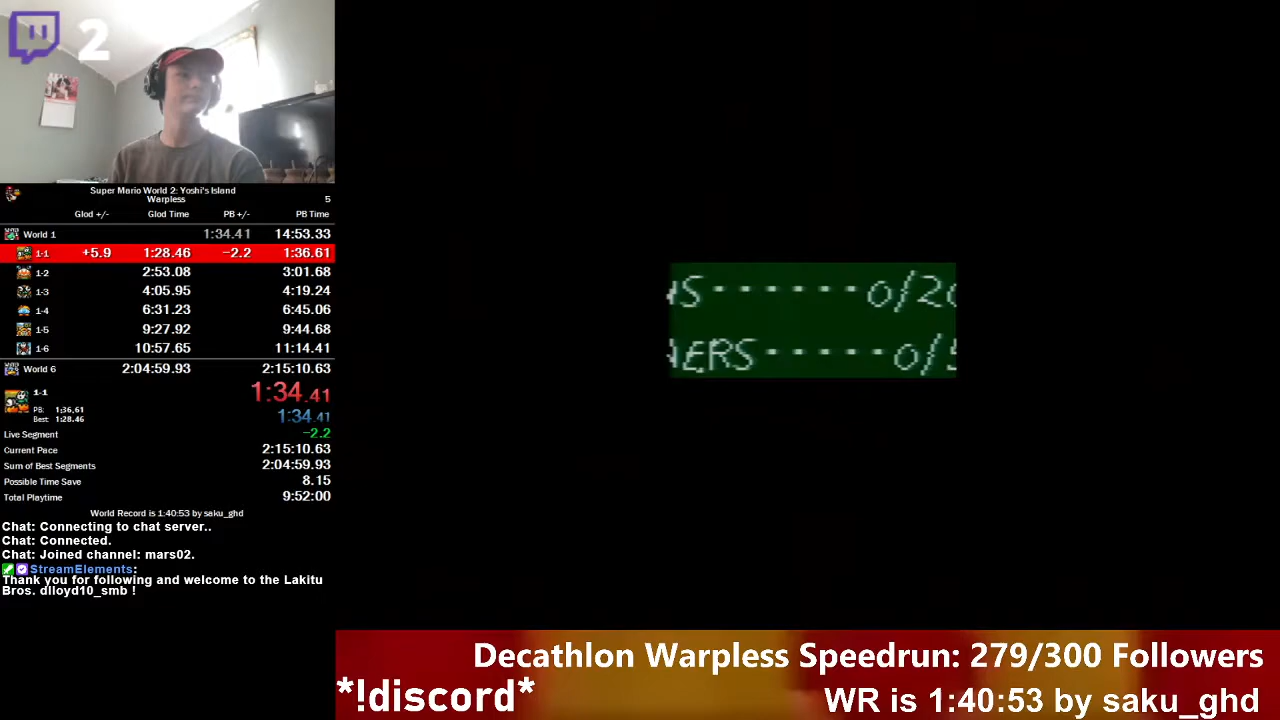 2
Super Mario World 2: Yoshi's Island
Warpless
5
Glod +/- Glod Time PB +/- PB Time
World 1 1:34.41 14:53.33
1-1 +5.9 1:28.46 −2.2 1:36.61
1-2 2:53.08 3:01.68
1-3 4:05.95 4:19.24
1-4 6:31.23 6:45.06
1-5 9:27.92 9:44.68
1-6 10:57.65 11:14.41
World 6 2:04:59.93 2:15:10.63
1-1
1:34.41
PB: 1:36.61
Best: 1:28.46
1:34.41
Live Segment −2.2
Current Pace 2:15:10.63
Sum of Best Segments 2:04:59.93
Possible Time Save 8.15
Total Playtime 9:52:00
World Record is 1:40:53 by saku_ghd
Chat: Connecting to chat server..
Chat: Connected.
Chat: Joined channel: mars02.
StreamElements:
Thank you for following and welcome to the Lakitu
Bros. dlloyd10_smb !
S ······ 0/2
ERS ····· 0/5
Decathlon Warpless Speedrun: 279/300 Followers
*!discord*
WR is 1:40:53 by saku_ghd